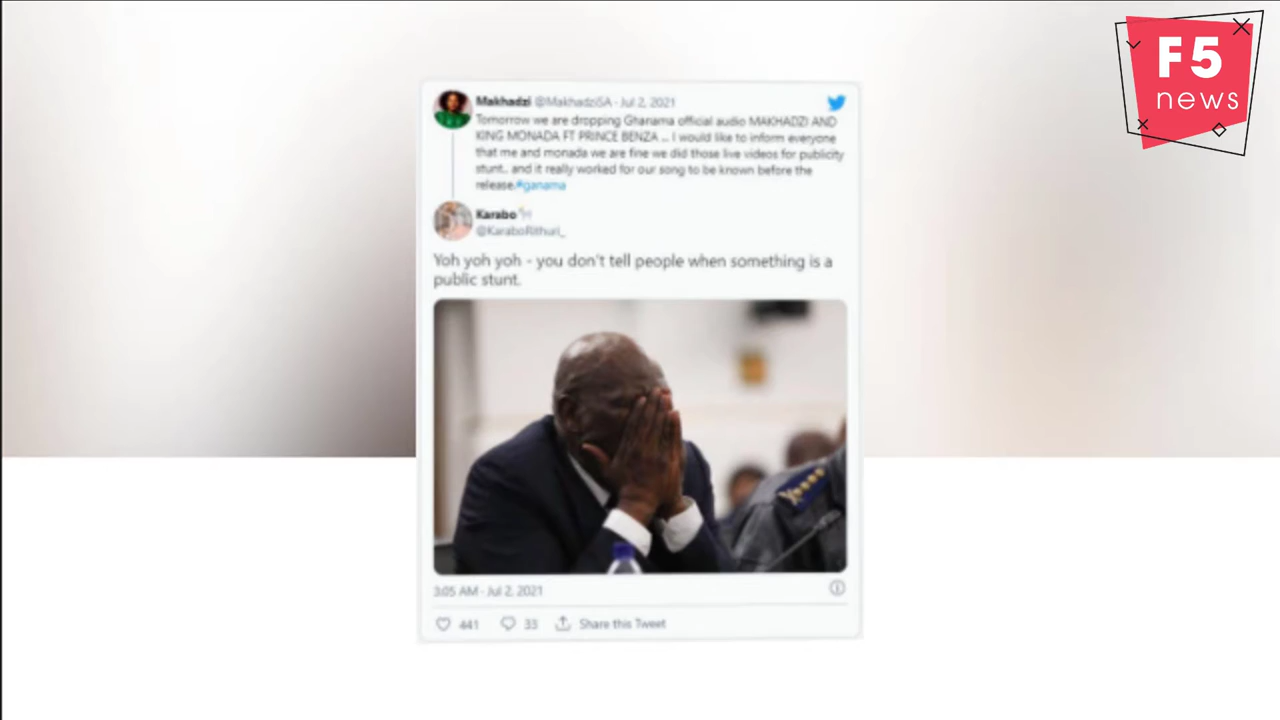 F5
news
Makhadzi @MakhadziSA · Jul 2, 2021
Tomorrow we are dropping Ghanama official audio MAKHADZI AND
KING MONADA FT PRINCE BENZA ... I would like to inform everyone
that me and monada we are fine we did those live videos for publicity
stunt.. and it really worked for our song to be known before the
release.#ganama
Karabo
@KaraboRithuri_
Yoh yoh yoh - you don't tell people when something is a
public stunt.
3:05 AM · Jul 2, 2021
441 33 Share this Tweet